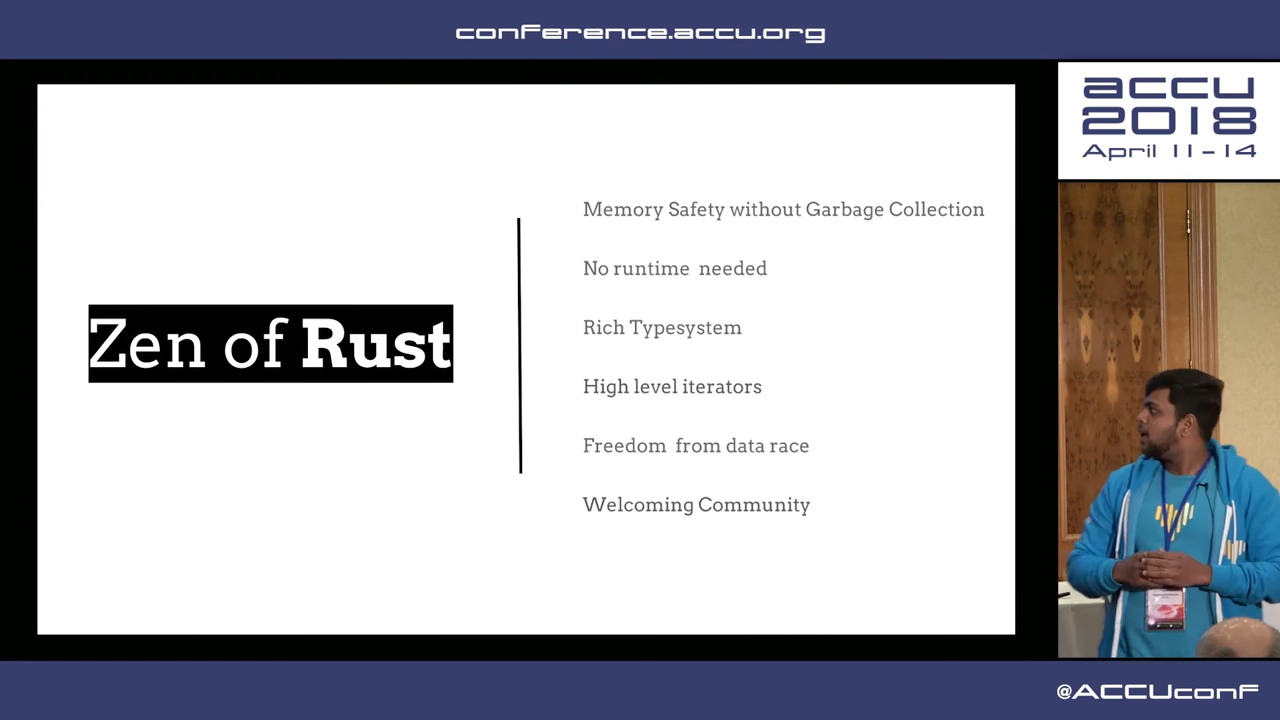 conference.accu.org
accu
2018
April 11-14
Zen of Rust
Memory Safety without Garbage Collection
No runtime  needed
Rich Typesystem
High level iterators
Freedom  from data race
Welcoming Community
@ACCUconf